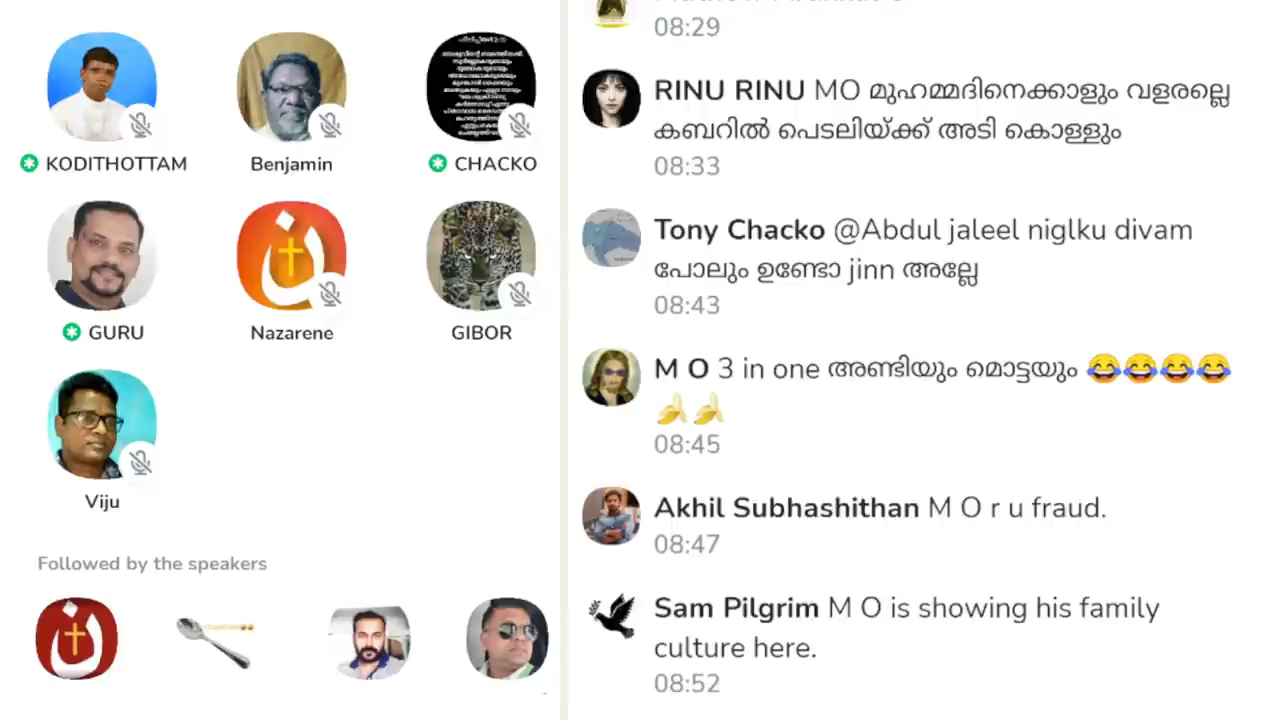 KODITHOTTAM
Benjamin
CHACKO
GURU
Nazarene
GIBOR
Viju
Followed by the speakers
08:29
RINU RINU MO മുഹമ്മദിനെക്കാളും വളരല്ലെ
കബറിൽ പെടലിയ്ക്ക് അടി കൊള്ളും
08:33
Tony Chacko @Abdul jaleel niglku divam
പോലും ഉണ്ടോ jinn അല്ലേ
08:43
M O 3 in one അണ്ടിയും മൊട്ടയും 😂😂😂😂
🍌🍌
08:45
Akhil Subhashithan M O r u fraud.
08:47
Sam Pilgrim M O is showing his family
culture here.
08:52